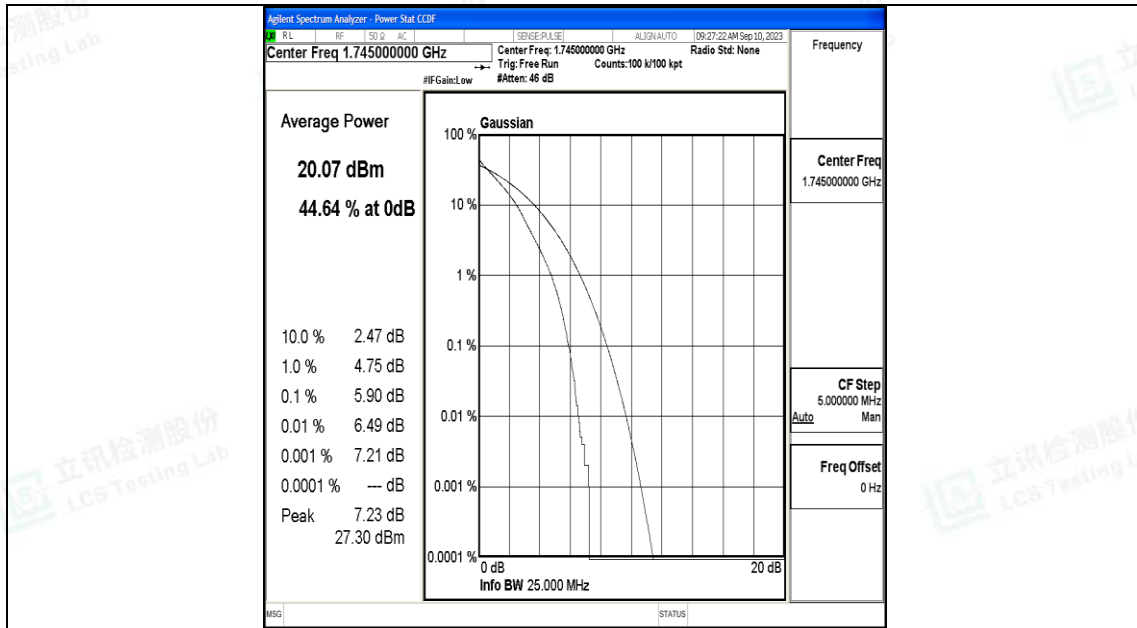 Agilent Spectrum Analyzer - Power Stat CCDF
RL RF 50 Ω AC SENSE:PULSE ALIGN AUTO 09:27:22 AM Sep 10, 2023
Center Freq 1.745000000 GHz
Center Freq: 1.745000000 GHz Radio Std: None
Trig: Free Run Counts:100 k/100 kpt
#IFGain:Low #Atten: 46 dB
Frequency
Average Power
20.07 dBm
44.64 % at 0dB
10.0 % 2.47 dB
1.0 % 4.75 dB
0.1 % 5.90 dB
0.01 % 6.49 dB
0.001 % 7.21 dB
0.0001 % --- dB
Peak 7.23 dB
27.30 dBm
Gaussian
100 %
10 %
1 %
0.1 %
0.01 %
0.001 %
0.0001 %
0 dB 20 dB
Info BW 25.000 MHz
Center Freq
1.745000000 GHz
CF Step
5.000000 MHz
Auto Man
Freq Offset
0 Hz
MSG STATUS
立讯检测股份
LCS Testing Lab